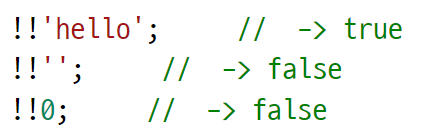 !!'hello';     //  -> true
!!'';     //  -> false
!!0;     //  -> false